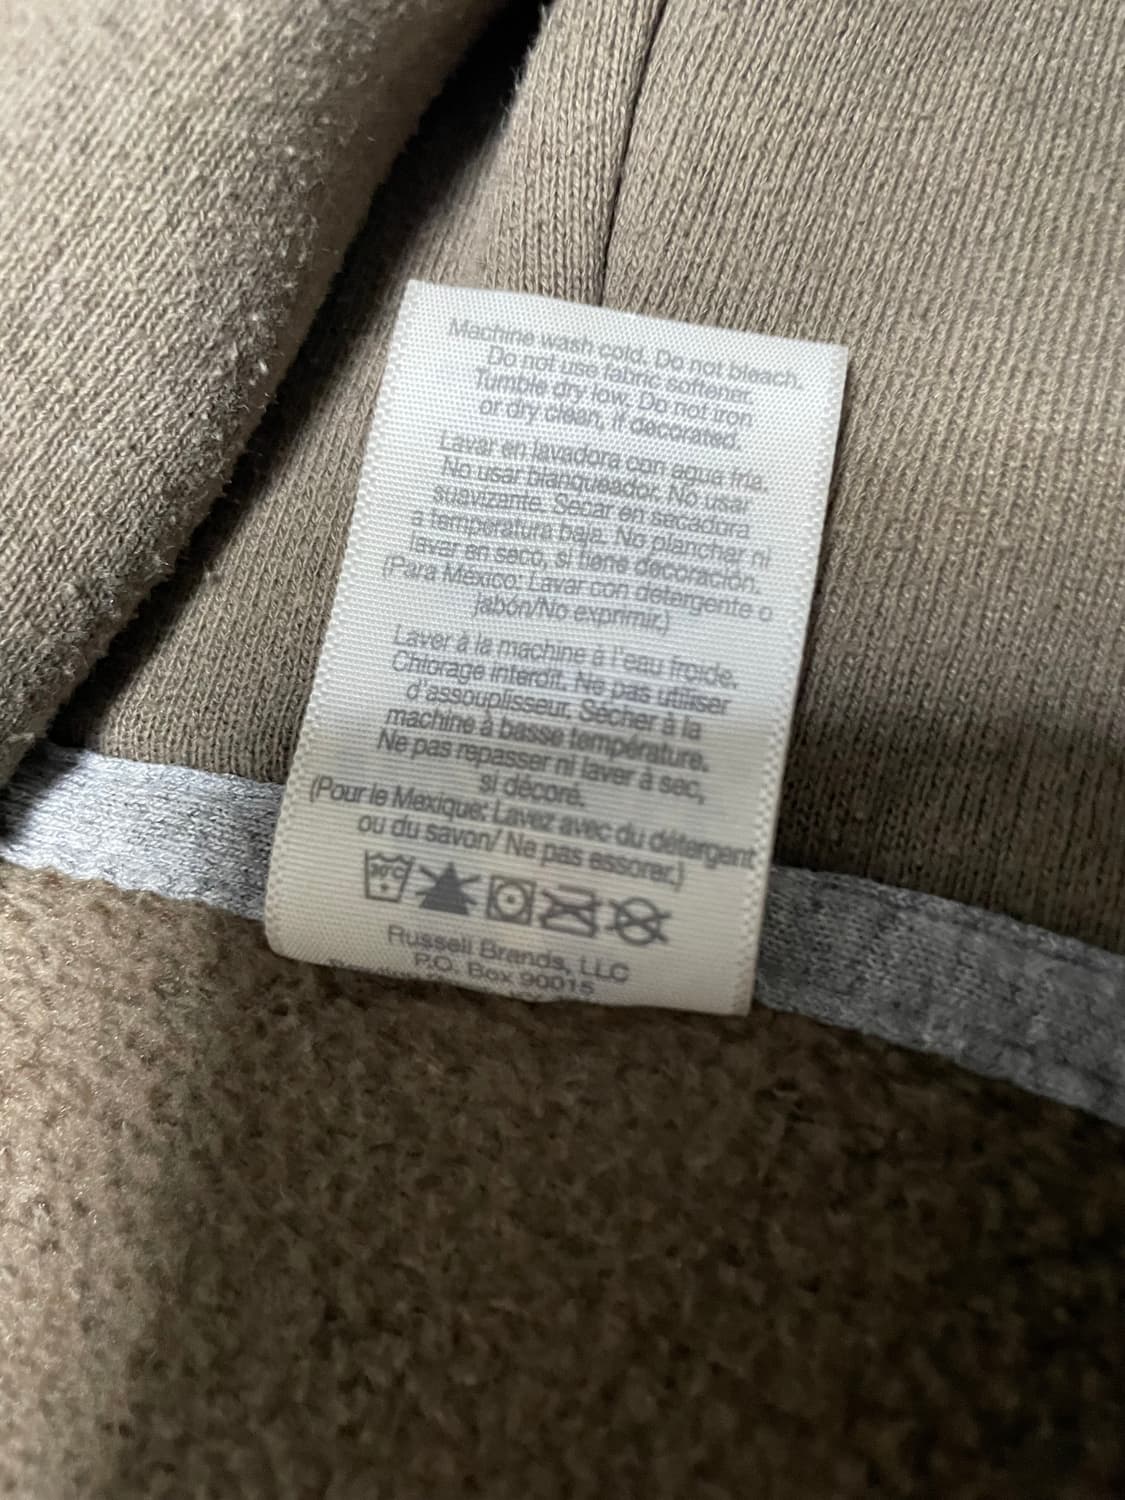 Machine wash cold. Do not bleach.
Do not use fabric softener.
Tumble dry low. Do not iron
or dry clean, if decorated.
Lavar en lavadora con agua fria.
No usar blanqueador. No usar
suavizante. Secar en secadora
a temperatura baja. No planchar ni
lavar en seco, si tiene decoración.
(Para Mexico: Lavar con detergente o
jabón/No exprimir.)
Laver à la machine à l'eau froide.
Chlorage interdit. Ne pas utiliser
d'assouplisseur. Sécher à la
machine à basse température.
Ne pas repasser ni laver à sec,
si décoré.
(Pour le Mexique: Lavez avec du détergent
ou du savon/ Ne pas essorer.)
30°C
Russell Brands, LLC
P.O. Box 90015